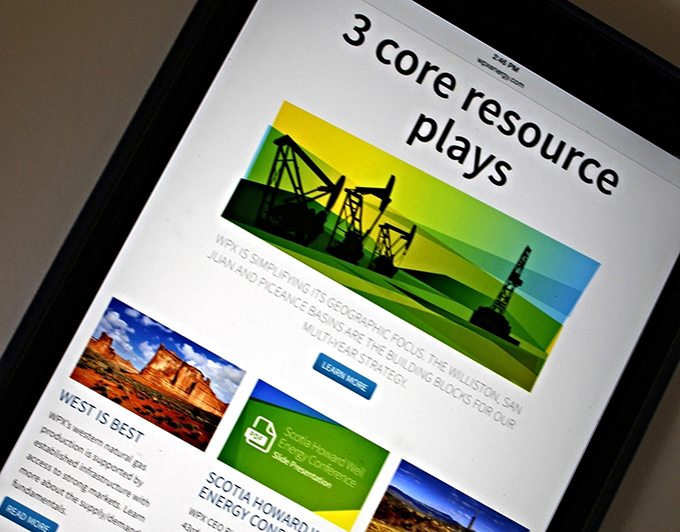 2:46 PM
wpxenergy.com
3 core resource
plays
WPX IS SIMPLIFYING ITS GEOGRAPHIC FOCUS. THE WILLISTON, SAN
JUAN AND PICEANCE BASINS ARE THE BUILDING BLOCKS FOR OUR
MULTI-YEAR STRATEGY.
LEARN MORE
WEST IS BEST
WPX's western natural gas
production is supported by
established infrastructure with
access to strong markets. Learn
more about the supply/demand
fundamentals.
READ MORE
PDF
Scotia Howard Weil
Energy Conference
Slide Presentation
SCOTIA HOWARD
ENERGY CON
WPX CEO
43rd